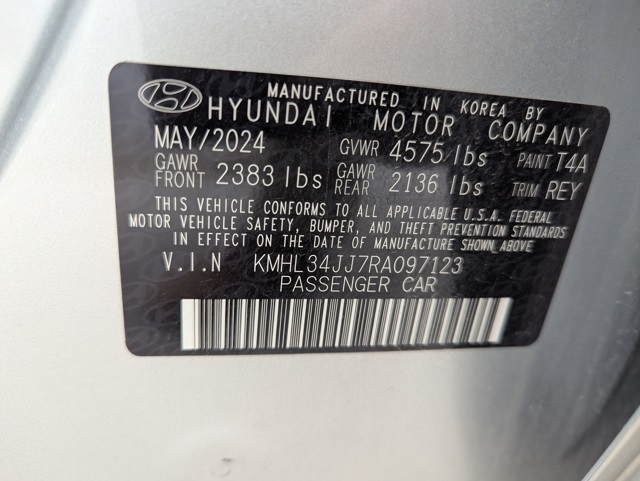 MANUFACTURED IN KOREA BY
HYUNDAI MOTOR COMPANY
MAY/2024 GVWR 4575 lbs PAINT T4A
GAWR FRONT 2383 lbs GAWR REAR 2136 lbs TRIM REY
THIS VEHICLE CONFORMS TO ALL APPLICABLE U.S.A. FEDERAL
MOTOR VEHICLE SAFETY, BUMPER, AND THEFT PREVENTION STANDARDS
IN EFFECT ON THE DATE OF MANUFACTURE SHOWN ABOVE
V.I.N KMHL34JJ7RA097123
PASSENGER CAR